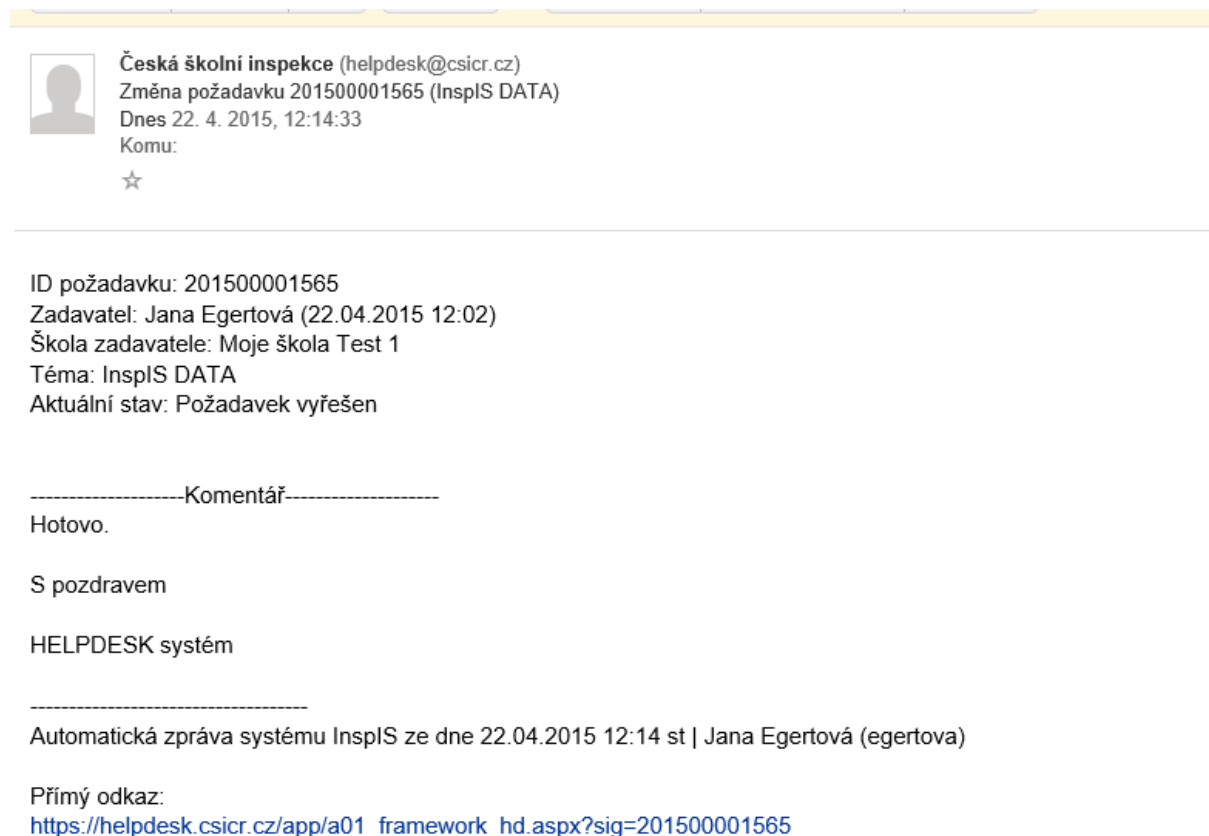 Česká školní inspekce (helpdesk@csicr.cz)
Změna požadavku 201500001565 (InspIS DATA)
Dnes 22. 4. 2015, 12:14:33
Komu:
ID požadavku: 201500001565
Zadavatel: Jana Egertová (22.04.2015 12:02)
Škola zadavatele: Moje škola Test 1
Téma: InspIS DATA
Aktuální stav: Požadavek vyřešen
--------------------Komentář--------------------
Hotovo.
S pozdravem
HELPDESK systém
------------------------------------
Automatická zpráva systému InspIS ze dne 22.04.2015 12:14 st | Jana Egertová (egertova)
Přímý odkaz:
https://helpdesk.csicr.cz/app/a01_framework_hd.aspx?sig=201500001565